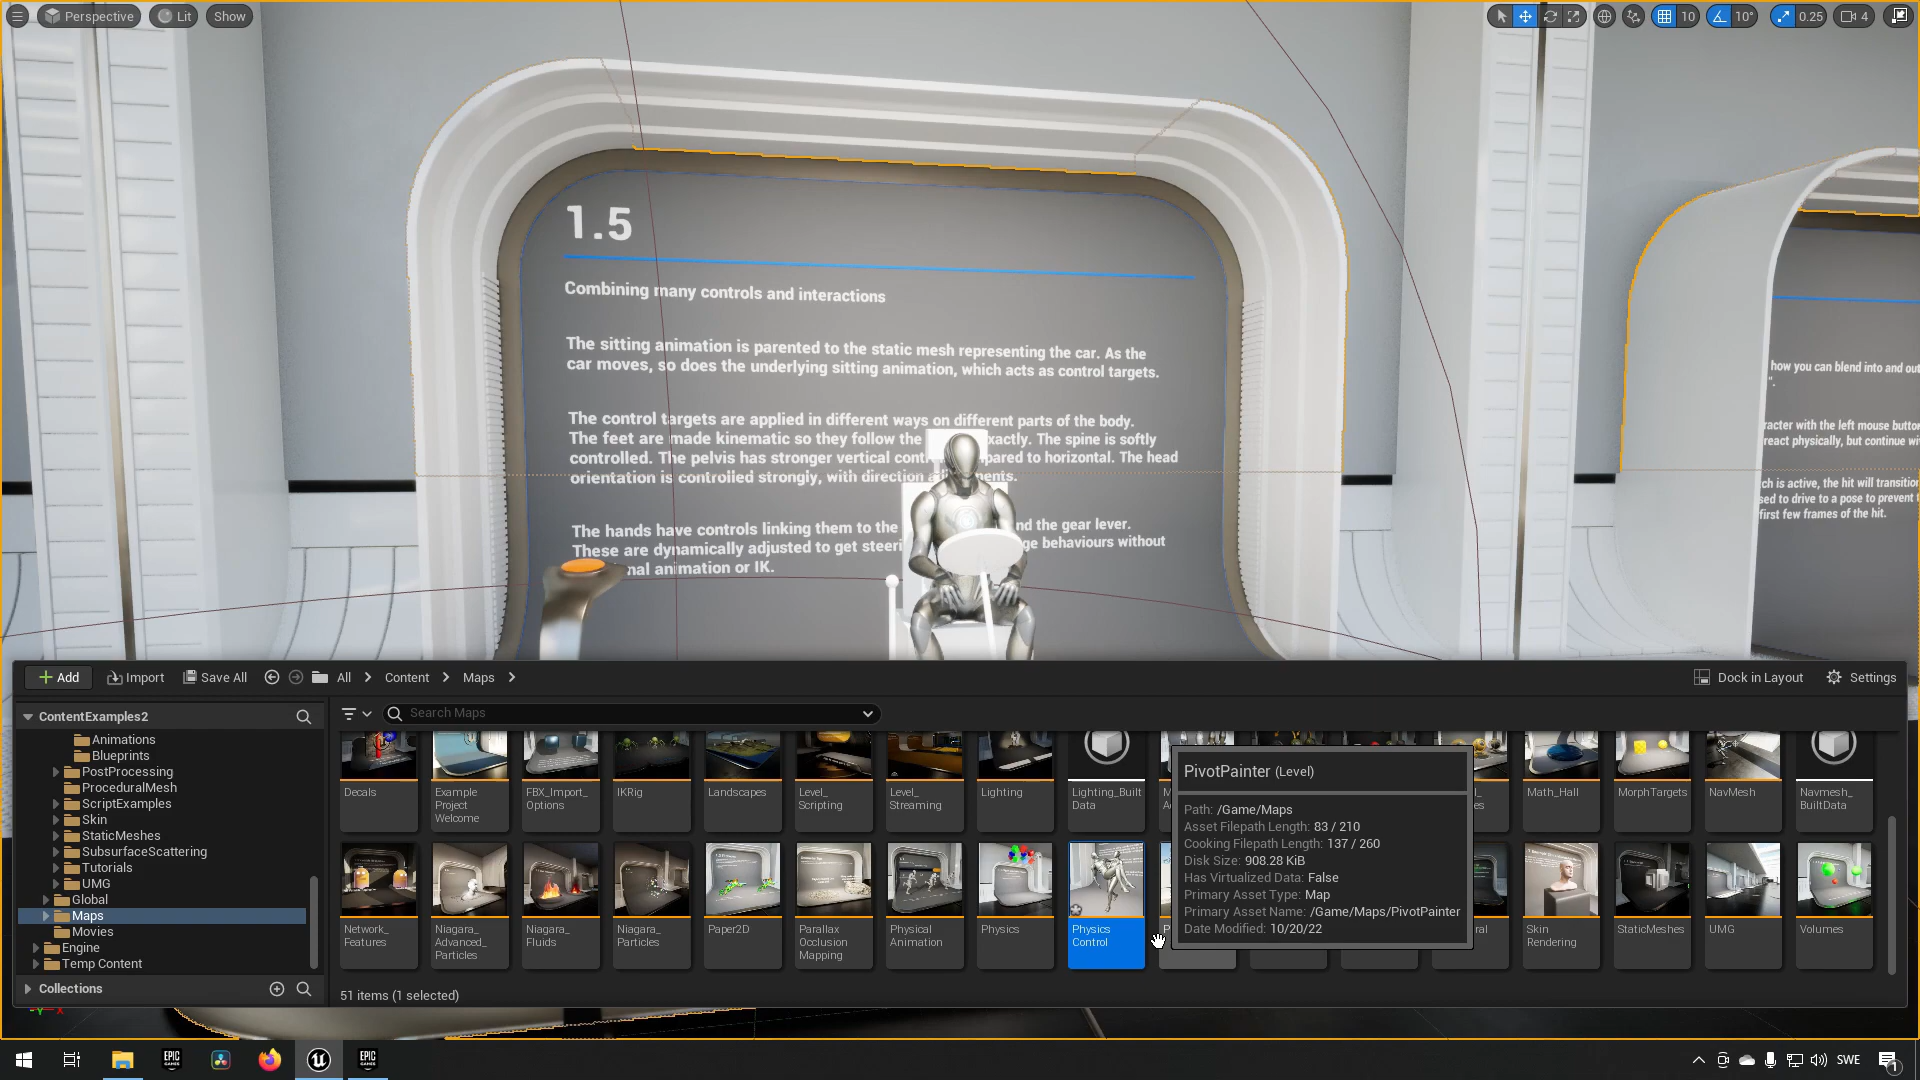 Perspective
Lit
Show
10
10°
0.25
4
1.5
Combining many controls and interactions
The sitting animation is parented to the static mesh representing the car. As the
car moves, so does the underlying sitting animation, which acts as control targets.
The control targets are applied in different ways on different parts of the body.
The feet are made kinematic so they follow the xactly. The spine is softly
controlled. The pelvis has stronger vertical cont pared to horizontal. The head
orientation is controlled strongly, with direction a ments.
The hands have controls linking them to the nd the gear lever.
These are dynamically adjusted to get steeri ge behaviours without
nal animation or IK.
how you can blend into and out
".
racter with the left mouse button
react physically, but continue wi
ch is active, the hit will transition
sed to drive to a pose to prevent t
first few frames of the hit.
Add
Import
Save All
All
Content
Maps
Dock in Layout
Settings
ContentExamples2
Search Maps
Animations
Blueprints
PostProcessing
ProceduralMesh
ScriptExamples
Skin
StaticMeshes
SubsurfaceScattering
Tutorials
UMG
Global
Maps
Movies
Engine
Temp Content
Collections
Decals
Example
Project
Welcome
FBX_Import_
Options
IKRig
Landscapes
Level_
Scripting
Level_
Streaming
Lighting
Lighting_Built
Data
Math_Hall
MorphTargets
NavMesh
Navmesh_
BuiltData
PivotPainter (Level)
Path: /Game/Maps
Asset Filepath Length: 83 / 210
Cooking Filepath Length: 137 / 260
Disk Size: 908.28 KiB
Has Virtualized Data: False
Primary Asset Type: Map
Primary Asset Name: /Game/Maps/PivotPainter
Date Modified: 10/20/22
Network_
Features
Niagara_
Advanced_
Particles
Niagara_
Fluids
Niagara_
Particles
Paper2D
Parallax
Occlusion
Mapping
Physical
Animation
Physics
Physics
Control
P
ral
Skin
Rendering
StaticMeshes
UMG
Volumes
51 items (1 selected)
EPIC
GAMES
EPIC
GAMES
SWE
1